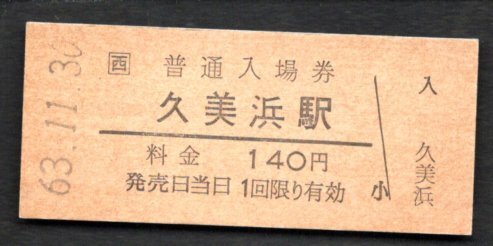 63.11.30
西 普通入場券
久美浜駅
料金 140円
発売日当日1回限り有効 小
入
久美浜